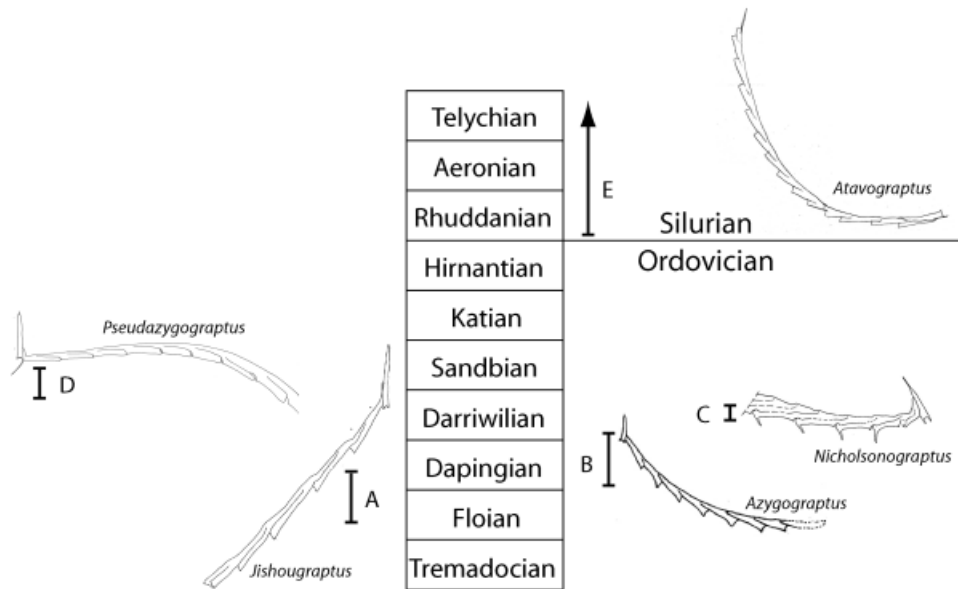 Telychian
Aeronian
Rhuddanian
Hirnantian
Katian
Sandbian
Darriwilian
Dapingian
Floian
Tremadocian
E
Atavograptus
Silurian
Ordovician
Pseudazygograptus
D
A
Jishougraptus
C
Nicholsonograptus
B
Azygograptus